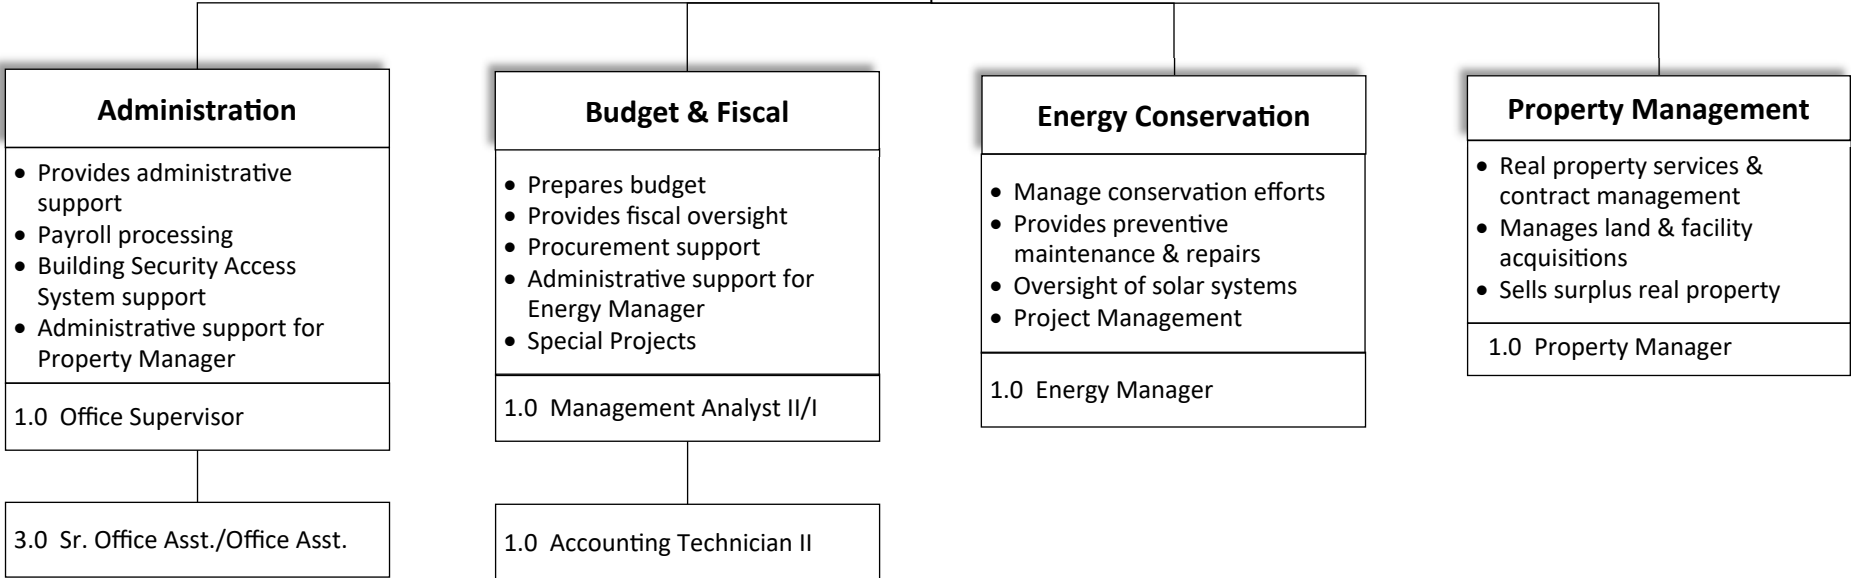 Administration
• Provides administrative
support
• Payroll processing
• Building Security Access
System support
• Administrative support for
Property Manager
1.0 Office Supervisor
3.0 Sr. Office Asst./Office Asst.
Budget & Fiscal
• Prepares budget
• Provides fiscal oversight
• Procurement support
• Administrative support for
Energy Manager
• Special Projects
1.0 Management Analyst II/I
1.0 Accounting Technician II
Energy Conservation
• Manage conservation efforts
• Provides preventive
maintenance & repairs
• Oversight of solar systems
• Project Management
1.0 Energy Manager
Property Management
• Real property services &
contract management
• Manages land & facility
acquisitions
• Sells surplus real property
1.0 Property Manager